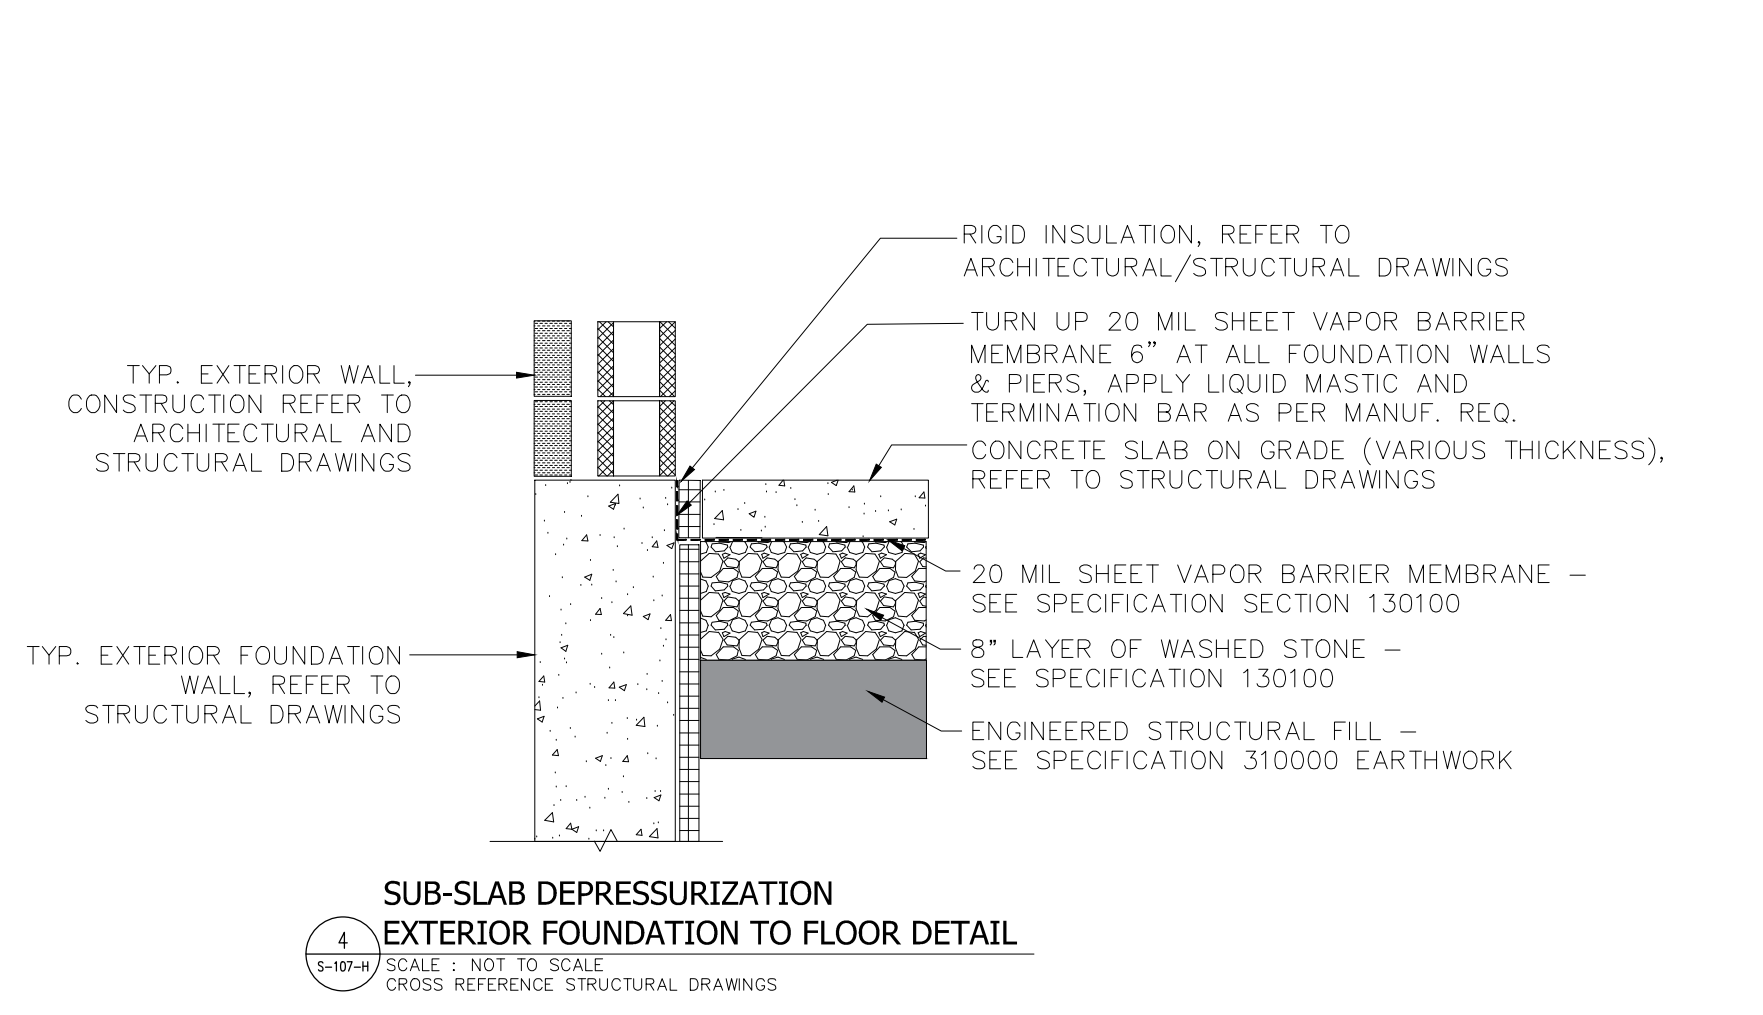 RIGID INSULATION, REFER TO
ARCHITECTURAL/STRUCTURAL DRAWINGS
TURN UP 20 MIL SHEET VAPOR BARRIER
MEMBRANE 6” AT ALL FOUNDATION WALLS
& PIERS, APPLY LIQUID MASTIC AND
TERMINATION BAR AS PER MANUF. REQ.
TYP. EXTERIOR WALL,
CONSTRUCTION REFER TO
ARCHITECTURAL AND
STRUCTURAL DRAWINGS
CONCRETE SLAB ON GRADE (VARIOUS THICKNESS),
REFER TO STRUCTURAL DRAWINGS
20 MIL SHEET VAPOR BARRIER MEMBRANE –
SEE SPECIFICATION SECTION 130100
8” LAYER OF WASHED STONE –
SEE SPECIFICATION 130100
TYP. EXTERIOR FOUNDATION
WALL, REFER TO
STRUCTURAL DRAWINGS
ENGINEERED STRUCTURAL FILL –
SEE SPECIFICATION 310000 EARTHWORK
SUB-SLAB DEPRESSURIZATION
EXTERIOR FOUNDATION TO FLOOR DETAIL
4
S-107-H
SCALE : NOT TO SCALE
CROSS REFERENCE STRUCTURAL DRAWINGS